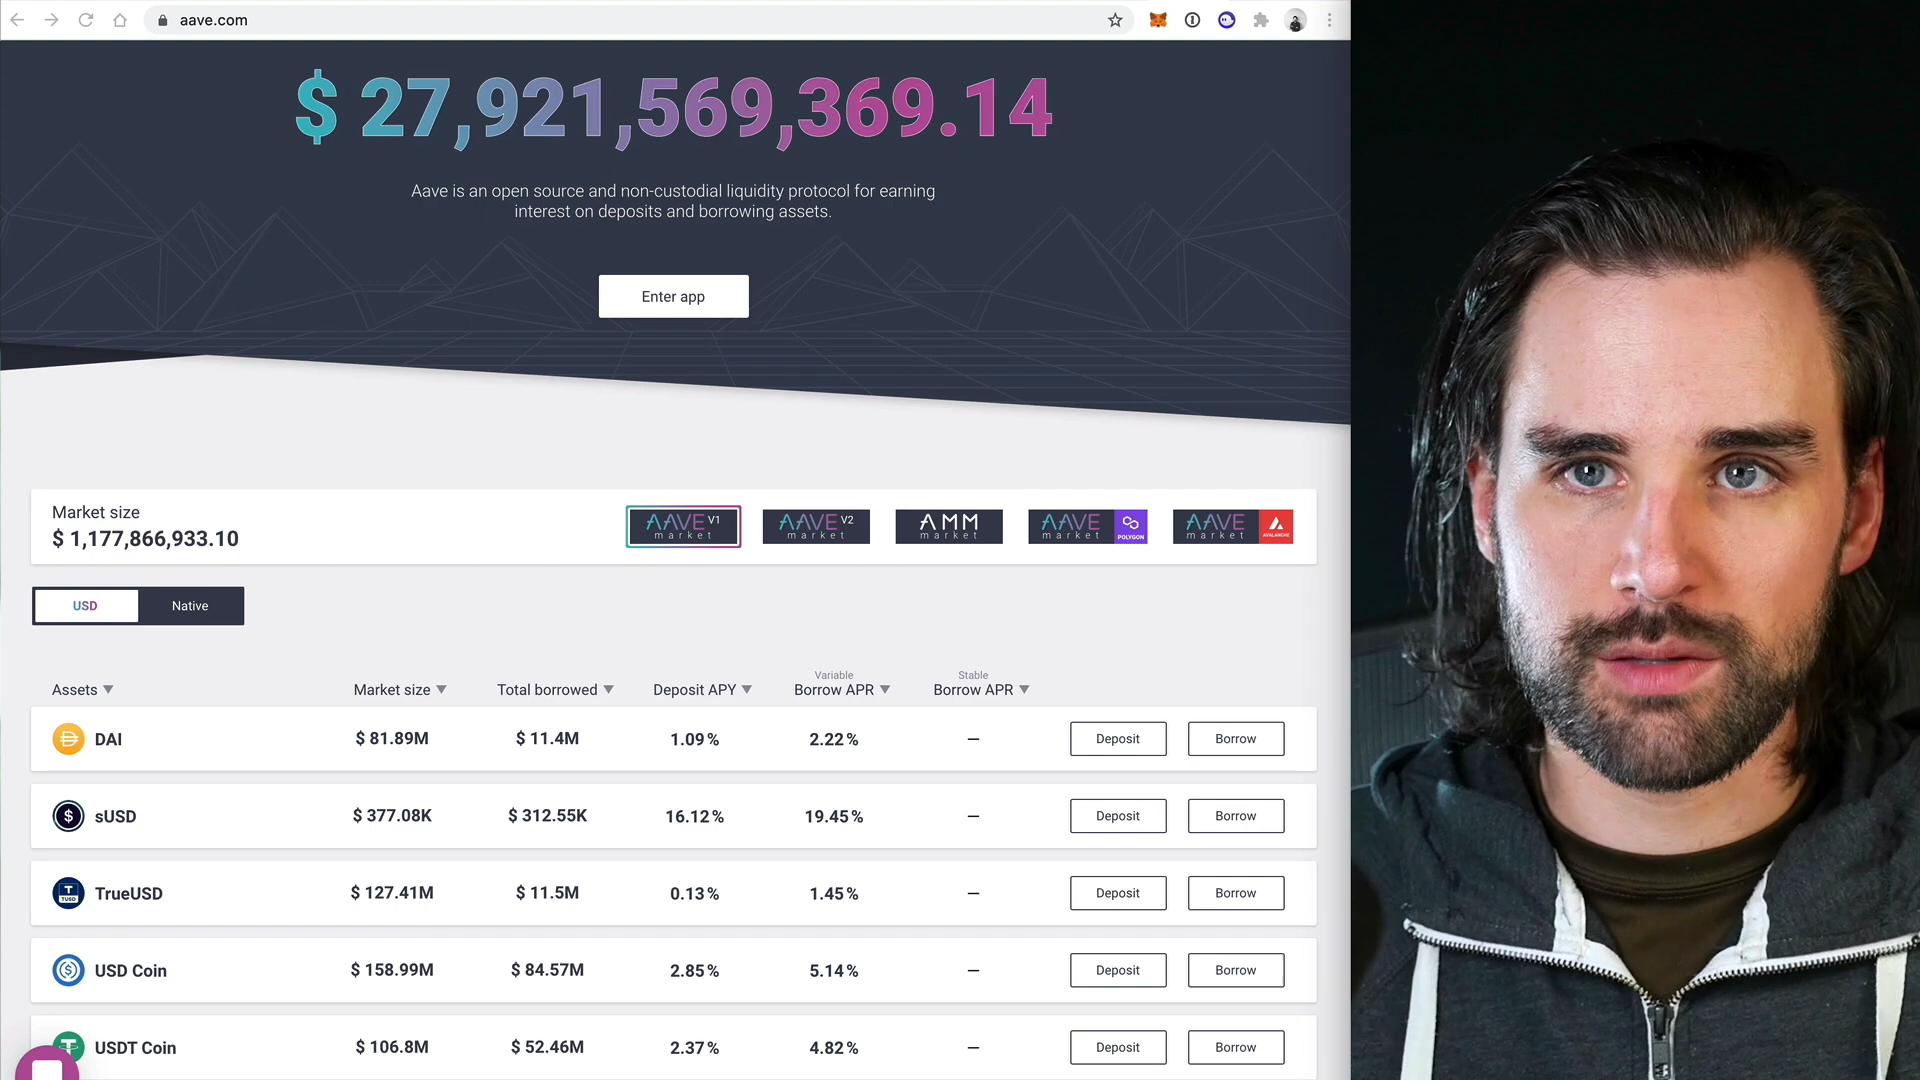 aave.com
$ 27,921,569,369.14
Aave is an open source and non-custodial liquidity protocol for earning
interest on deposits and borrowing assets.
Enter app
Market size
$ 1,177,866,933.10
AAVE V1
market
AAVE V2
market
AMM
market
AAVE
market
POLYGON
AAVE
market
AVALANCHE
USD
Native
Assets
Market size
Total borrowed
Deposit APY
Variable
Borrow APR
Stable
Borrow APR
DAI $ 81.89M $ 11.4M 1.09 % 2.22 % — Deposit Borrow
sUSD $ 377.08K $ 312.55K 16.12 % 19.45 % — Deposit Borrow
TUSD
TrueUSD $ 127.41M $ 11.5M 0.13 % 1.45 % — Deposit Borrow
USD Coin $ 158.99M $ 84.57M 2.85 % 5.14 % — Deposit Borrow
USDT Coin $ 106.8M $ 52.46M 2.37 % 4.82 % — Deposit Borrow